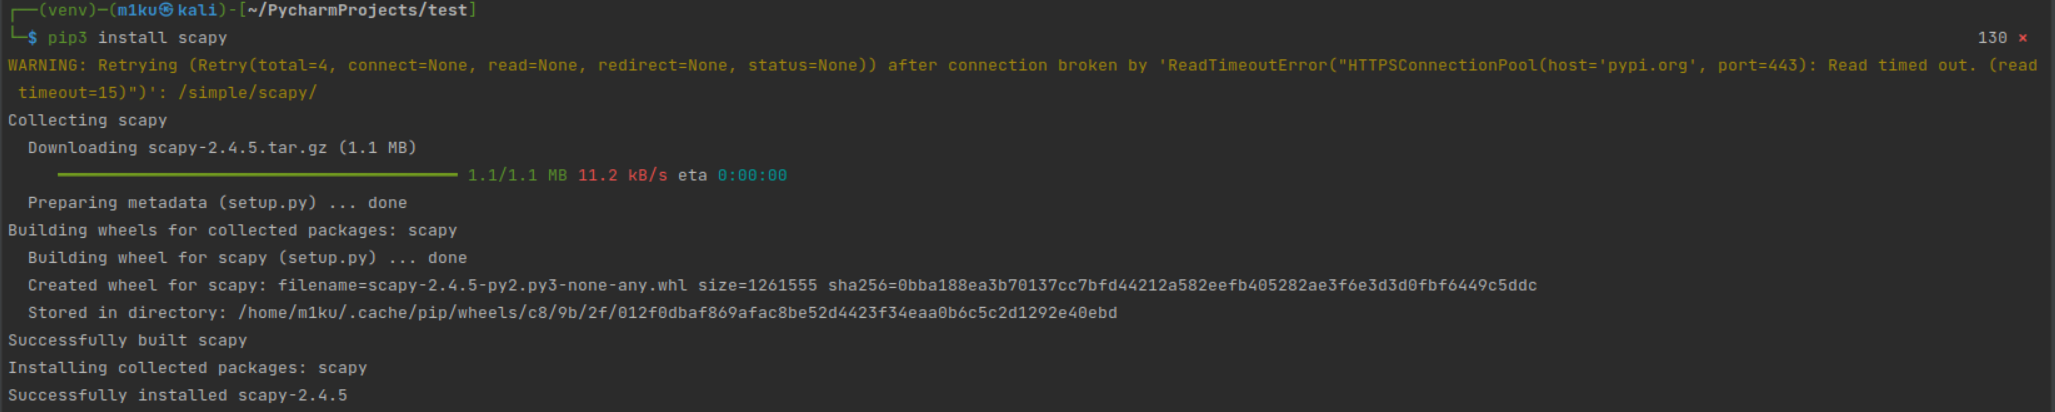 ┌──(venv)─(m1ku㉿kali)-[~/PycharmProjects/test]
└─$ pip3 install scapy 130 ⨯
WARNING: Retrying (Retry(total=4, connect=None, read=None, redirect=None, status=None)) after connection broken by 'ReadTimeoutError("HTTPSConnectionPool(host='pypi.org', port=443): Read timed out. (read
timeout=15)")': /simple/scapy/
Collecting scapy
Downloading scapy-2.4.5.tar.gz (1.1 MB)
━━━━━━━━━━━━━━━━━━━━━━━━━━━━━━━━━━━━━━━━ 1.1/1.1 MB 11.2 kB/s eta 0:00:00
Preparing metadata (setup.py) ... done
Building wheels for collected packages: scapy
Building wheel for scapy (setup.py) ... done
Created wheel for scapy: filename=scapy-2.4.5-py2.py3-none-any.whl size=1261555 sha256=0bba188ea3b70137cc7bfd44212a582eefb405282ae3f6e3d3d0fbf6449c5ddc
Stored in directory: /home/m1ku/.cache/pip/wheels/c8/9b/2f/012f0dbaf869afac8be52d4423f34eaa0b6c5c2d1292e40ebd
Successfully built scapy
Installing collected packages: scapy
Successfully installed scapy-2.4.5